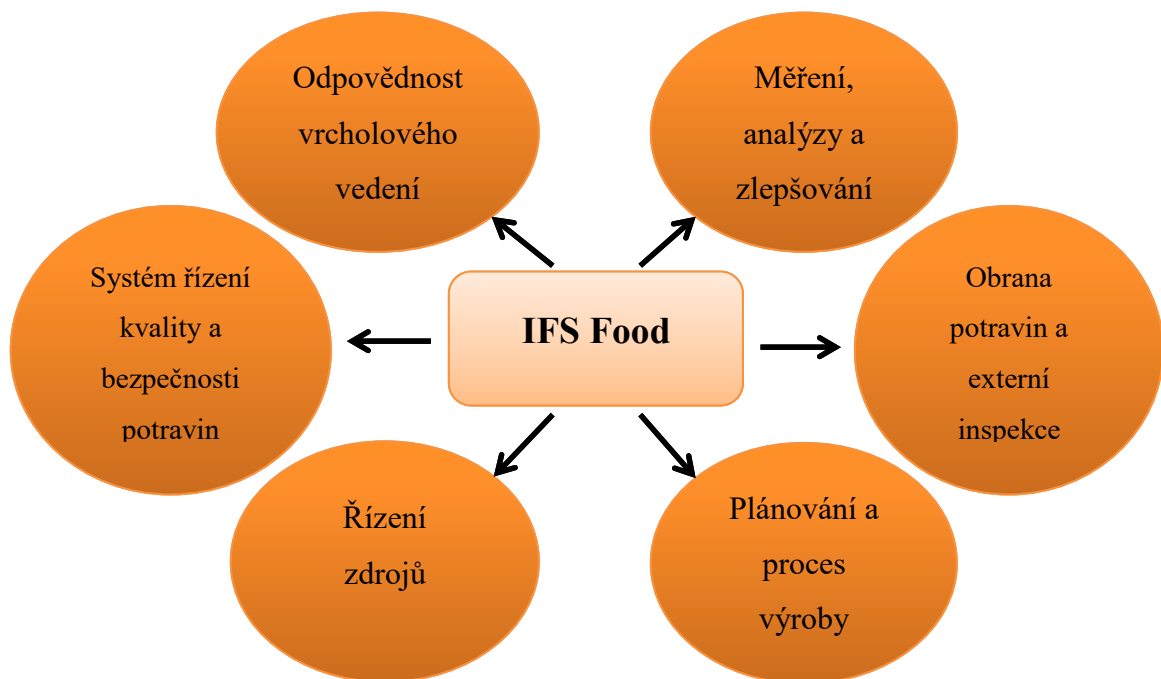 Odpovědnost
vrcholového
vedení
Měření,
analýzy a
zlepšování
Systém řízení
kvality a
bezpečnosti
potravin
IFS Food
Obrana
potravin a
externí
inspekce
Řízení
zdrojů
Plánování a
proces
výroby